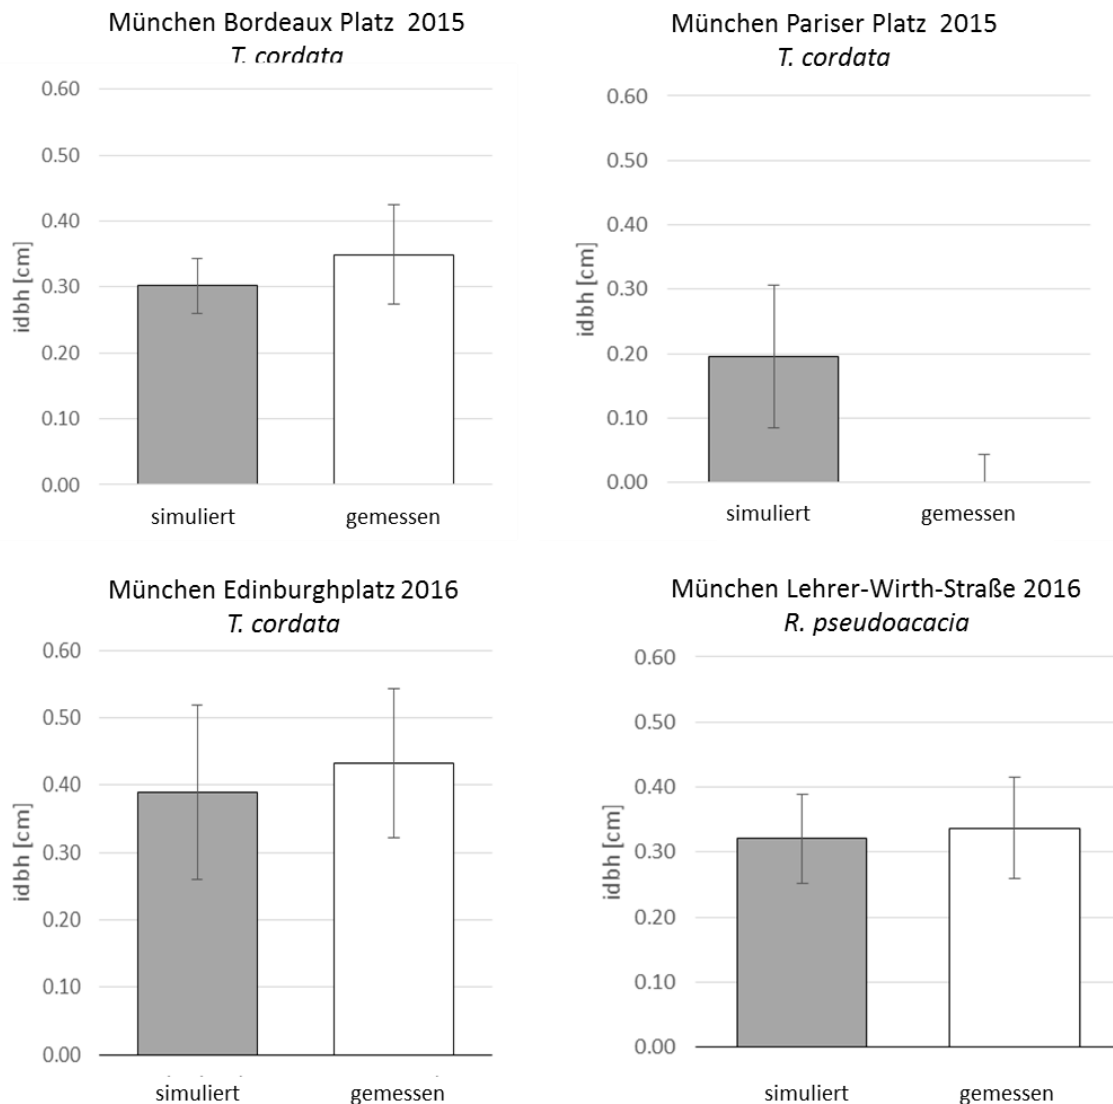 München Bordeaux Platz 2015
T. cordata
0.60
0.50
0.40
0.30
0.20
0.10
0.00
idbh [cm]
simuliert gemessen
München Pariser Platz 2015
T. cordata
0.60
0.50
0.40
0.30
0.20
0.10
0.00
idbh [cm]
simuliert gemessen
München Edinburghplatz 2016
T. cordata
0.60
0.50
0.40
0.30
0.20
0.10
0.00
idbh [cm]
simuliert gemessen
München Lehrer-Wirth-Straße 2016
R. pseudoacacia
0.60
0.50
0.40
0.30
0.20
0.10
0.00
idbh [cm]
simuliert gemessen